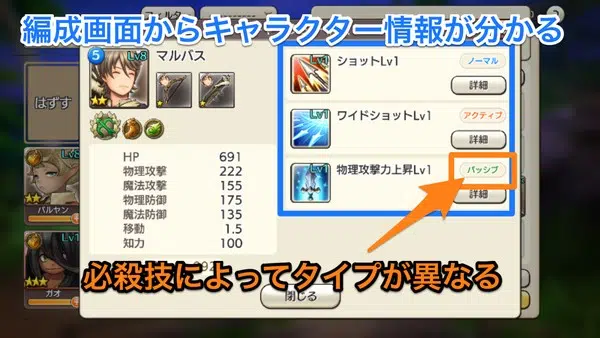 編成画面からキャラクター情報が分かる
フィルタ
はずす
5
Lv8
マルバス
HP 691
物理攻撃 222
魔法攻撃 155
物理防御 175
魔法防御 135
移動 1.5
知力 100
Lv1
ショットLv1
ノーマル
詳細
Lv1
ワイドショットLv1
アクティブ
詳細
Lv1
物理攻撃力上昇Lv1
パッシブ
詳細
Lv8
バルヤン
Lv1
ガオ
必殺技によってタイプが異なる
閉じる